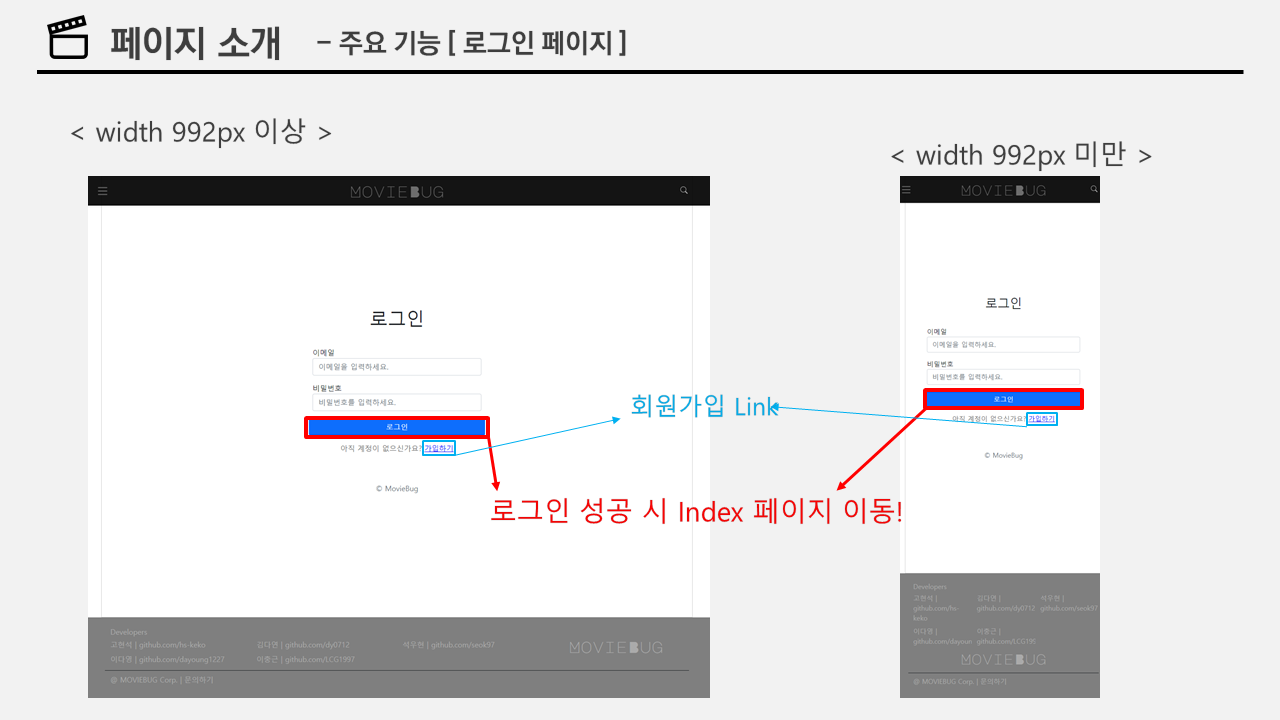 페이지 소개 - 주요 기능 [ 로그인 페이지 ]
< width 992px 이상 >
< width 992px 미만 >
MOVIEBUG
로그인
이메일
이메일을 입력하세요.
비밀번호
비밀번호를 입력하세요.
로그인
아직 계정이 없으신가요? 가입하기
© MovieBug
회원가입 Link
로그인 성공 시 Index 페이지 이동!
Developers
고현석 | github.com/hs-keko 김다연 | github.com/dy0712 석우현 | github.com/seok97
이다영 | github.com/dayoung1227 이중근 | github.com/LCG1997
MOVIEBUG
@ MOVIEBUG Corp. | 문의하기
MOVIEBUG
로그인
이메일
이메일을 입력하세요.
비밀번호
비밀번호를 입력하세요.
로그인
아직 계정이 없으신가요? 가입하기
© MovieBug
Developers
고현석 | 김다연 | 석우현 |
github.com/hs- github.com/dy0712 github.com/seok97
keko
이다영 | 이중근 |
github.com/dayoun github.com/LCG199
MOVIEBUG
@ MOVIEBUG Corp. | 문의하기